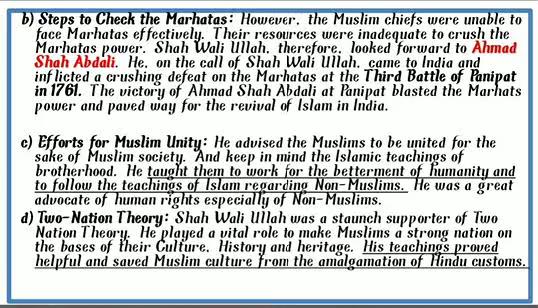 b) Steps to Check the Marhatas: However, the Muslim chiefs were unable to
face Marhatas effectively. Their resources were inadequate to crush the
Marhatas power. Shah Wali Ullah, therefore, looked forward to Ahmad
Shah Abdali. He, on the call of Shah Wali Ullah, came to India and
inflicted a crushing defeat on the Marhatas at the Third Battle of Panipat
in 1761. The victory of Ahmad Shah Abdali at Panipat blasted the Marhats
power and paved way for the revival of Islam in India.
c) Efforts for Muslim Unity: He advised the Muslims to be united for the
sake of Muslim society. And keep in mind the Islamic teachings of
brotherhood. He taught them to work for the betterment of humanity and
to follow the teachings of Islam regarding Non-Muslims. He was a great
advocate of human rights especially of Non-Muslims.
d) Two-Nation Theory: Shah Wali Ullah was a staunch supporter of Two
Nation Theory. He played a vital role to make Muslims a strong nation on
the bases of their Culture, History and heritage. His teachings proved
helpful and saved Muslim culture from the amalgamation of Hindu customs.